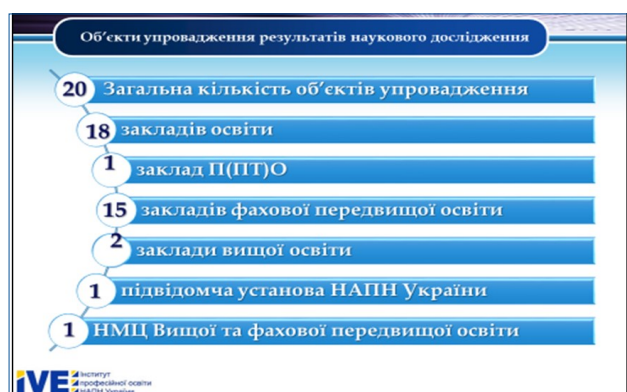 Об’єкти упровадження результатів наукового дослідження
20 Загальна кількість об’єктів упровадження
18 закладів освіти
1 заклад П(ПТ)О
15 закладів фахової передвищої освіти
2 заклади вищої освіти
1 підвідомча установа НАПН України
1 НМЦ Вищої та фахової передвищої освіти
IVE
Інститут
професійної освіти
НАПН України